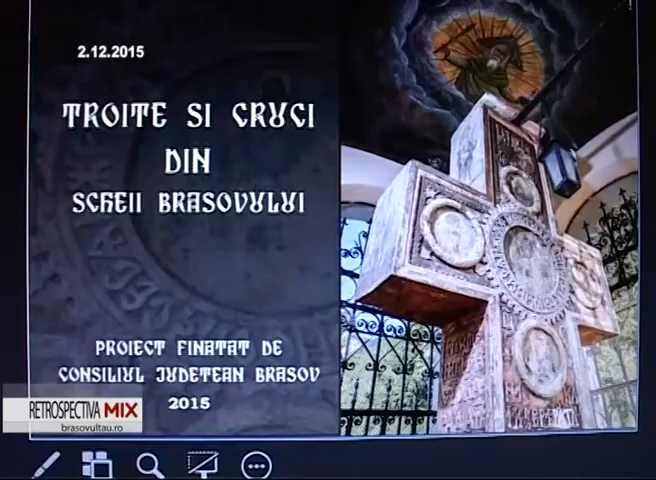 2.12.2015
TROITE SI CRUCI
DIN
SCHEII BRASOVULUI
PROIECT FINATAT DE
CONSILIUL JUDETEAN BRASOV
2015
RETROSPECTIVA MIX
brasovultau.ro